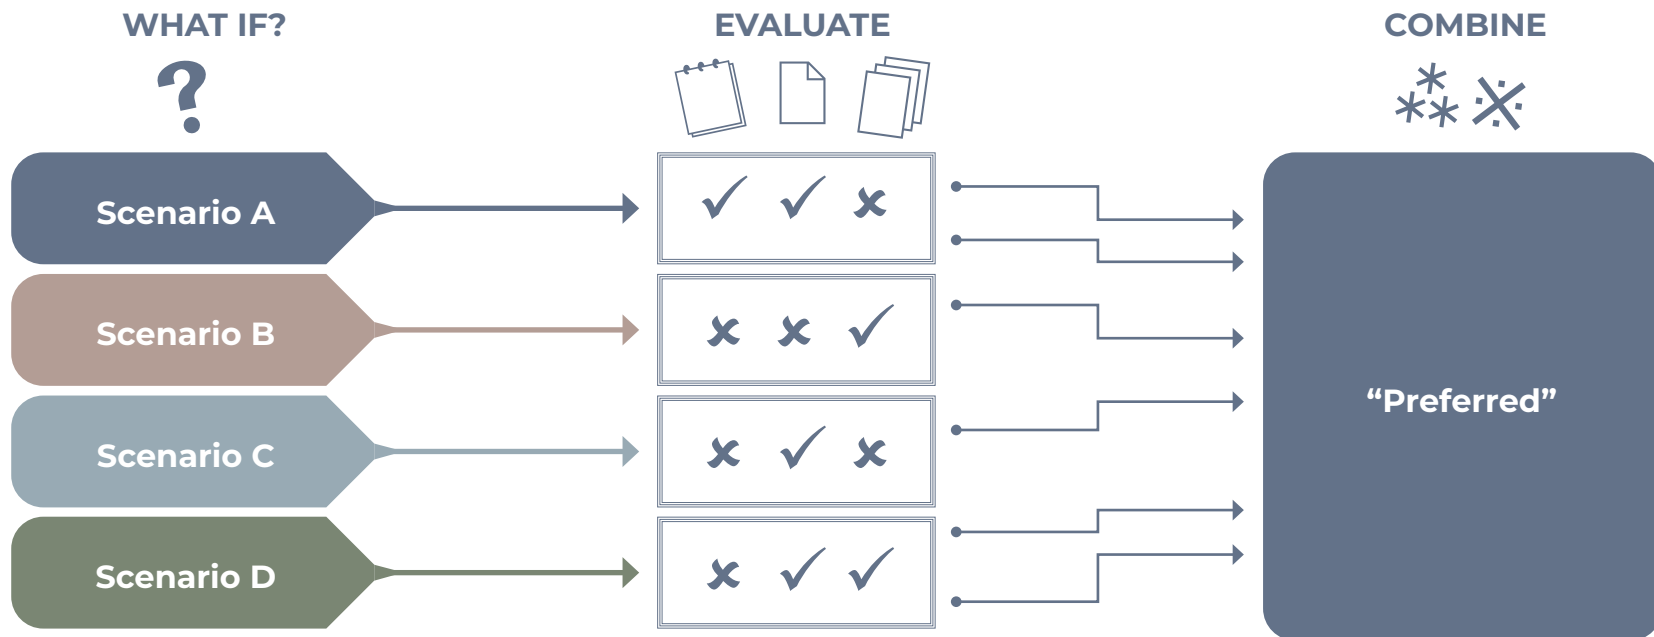 WHAT IF?
EVALUATE
COMBINE
Scenario A
Scenario B
Scenario C
Scenario D
“Preferred”